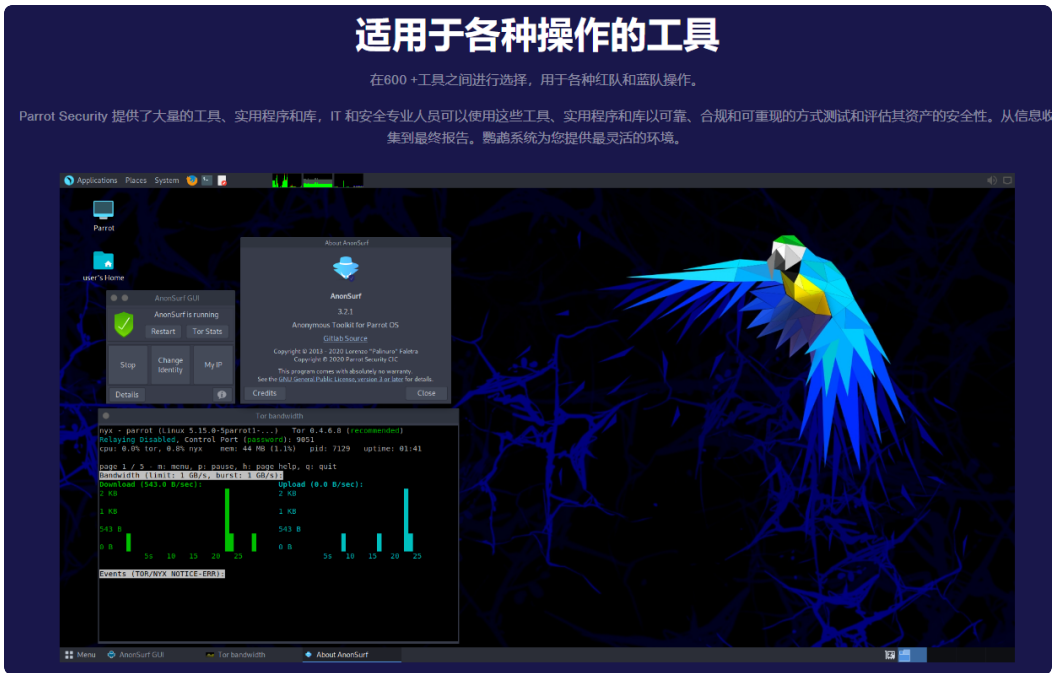 适用于各种操作的工具
在600 +工具之间进行选择，用于各种红队和蓝队操作。
Parrot Security 提供了大量的工具、实用程序和库，IT 和安全专业人员可以使用这些工具、实用程序和库以可靠、合规和可重现的方式测试和评估其资产的安全性。从信息收
集到最终报告。鹦鹉系统为您提供最灵活的环境。
Applications Places System
Parrot
user's Home
About AnonSurf
AnonSurf
3.2.1
Anonymous Toolkit for Parrot OS
Gitlab Source
Copyright © 2013 - 2020 Lorenzo "Palinuro" Faletra
Copyright © 2020 Parrot Security CIC
This program comes with absolutely no warranty.
See the GNU General Public License, version 3 or later for details.
Credits Close
AnonSurf GUI
AnonSurf is running
Restart Tor Stats
Stop Change Identity My IP
Details
Tor bandwidth
nyx - parrot (Linux 5.15.0-5parrot1-...) Tor 0.4.6.8 (recommended)
Relaying Disabled, Control Port (password): 9051
cpu: 0.0% tor, 0.8% nyx mem: 44 MB (1.1%) pid: 7129 uptime: 01:41
page 1 / 5 - m: menu, p: pause, h: page help, q: quit
Bandwidth (limit: 1 GB/s, burst: 1 GB/s):
Download (543.0 B/sec): Upload (0.0 B/sec):
2 KB 2 KB
1 KB 1 KB
543 B 543 B
0 B 0 B
5s 10 15 20 25 5s 10 15 20 25
Events (TOR/NYX NOTICE-ERR):
Menu AnonSurf GUI Tor bandwidth About AnonSurf